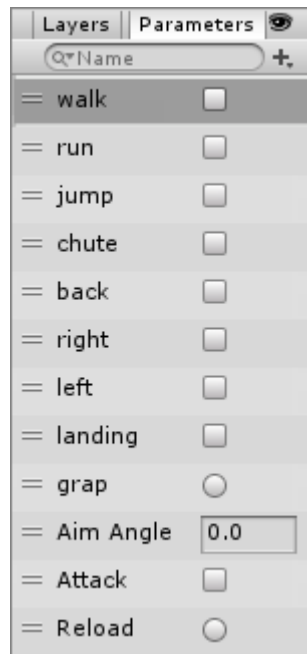 Layers Parameters
Name
walk
run
jump
chute
back
right
left
landing
grap
Aim Angle 0.0
Attack
Reload